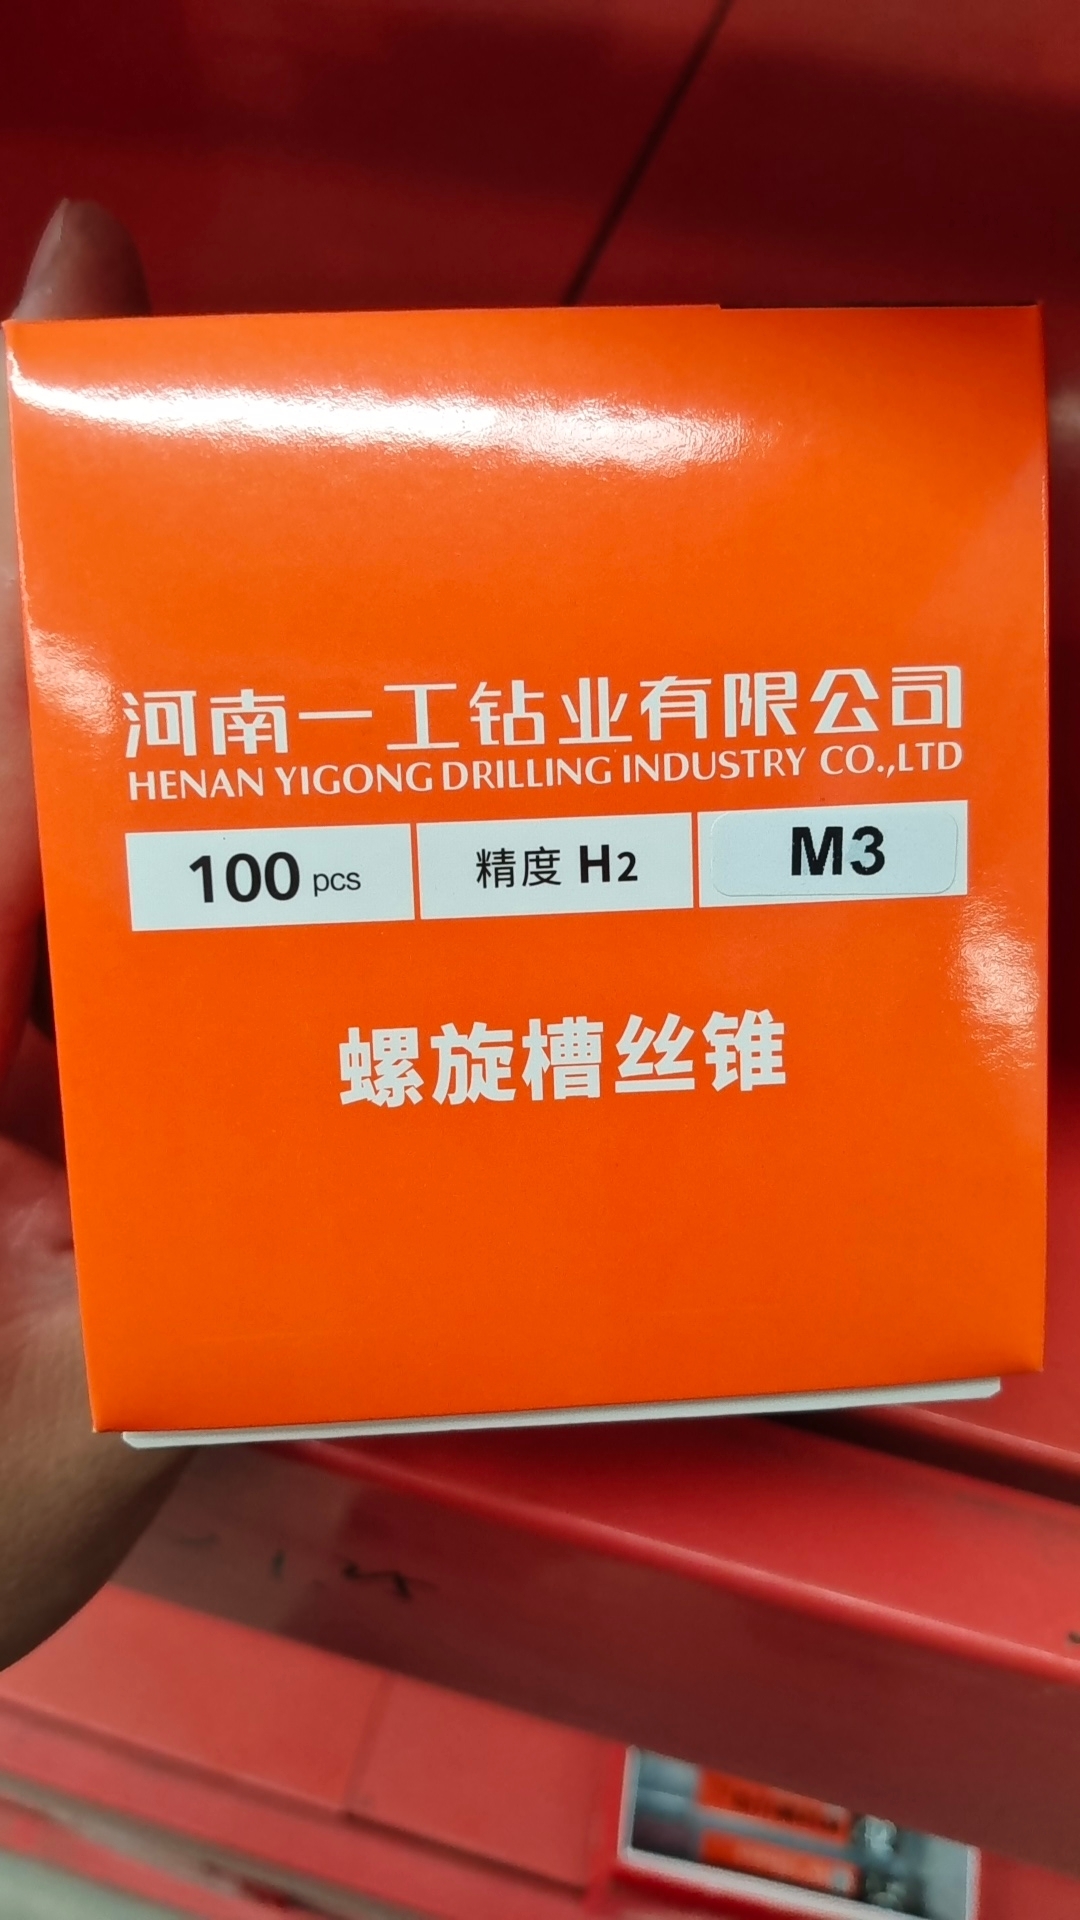 河南一工钻业有限公司
HENAN YIGONG DRILLING INDUSTRY CO.,LTD
100 pcs 精度 H2 M3
螺旋槽丝锥